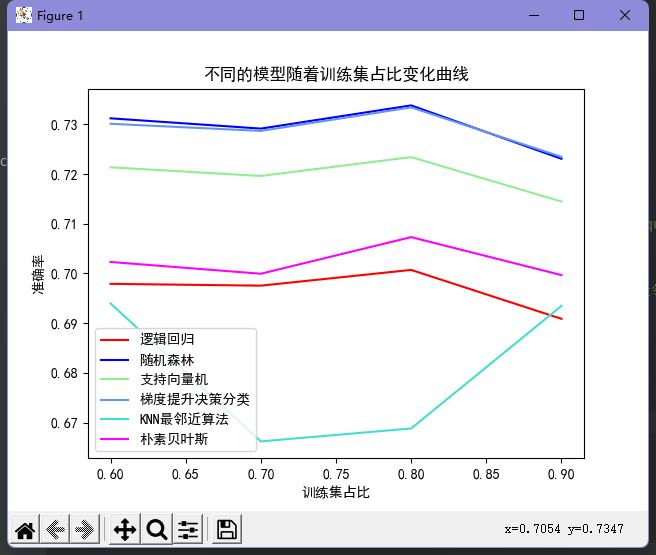 Figure 1
不同的模型随着训练集占比变化曲线
0.73
0.72
0.71
0.70
0.69
0.68
0.67
准确率
逻辑回归
随机森林
支持向量机
梯度提升决策分类
KNN最邻近算法
朴素贝叶斯
0.60 0.65 0.70 0.75 0.80 0.85 0.90
训练集占比
x=0.7054 y=0.7347